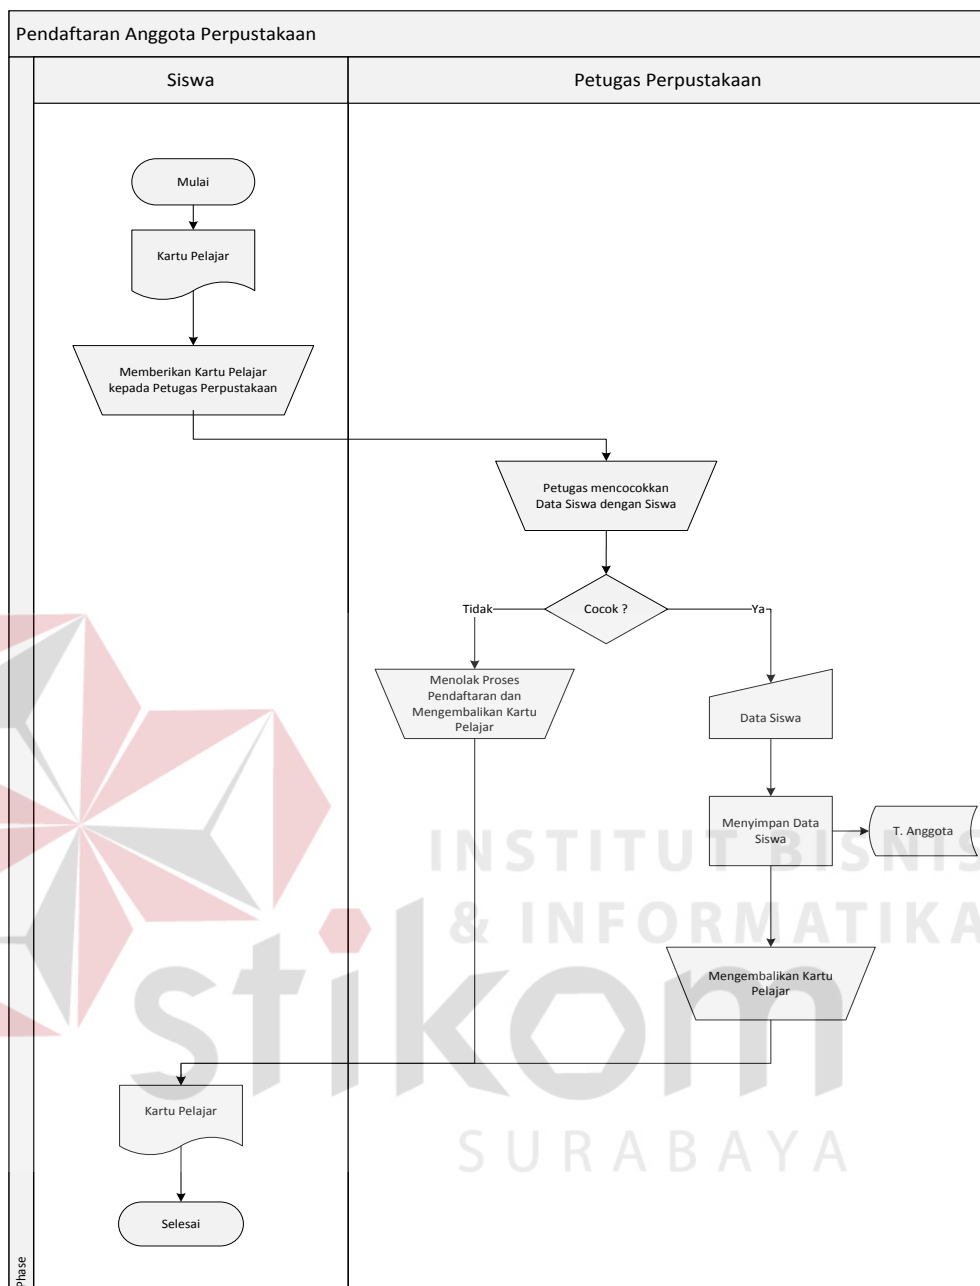 Pendaftaran Anggota Perpustakaan
Siswa
Petugas Perpustakaan
Mulai
Kartu Pelajar
Memberikan Kartu Pelajar
kepada Petugas Perpustakaan
Petugas mencocokkan
Data Siswa dengan Siswa
Cocok ?
Tidak
Ya
Menolak Proses
Pendaftaran dan
Mengembalikan Kartu
Pelajar
Data Siswa
Menyimpan Data
Siswa
T. Anggota
Mengembalikan Kartu
Pelajar
Kartu Pelajar
Selesai
Phase
INSTITUT BISNIS
& INFORMATIKA
stikom
SURABAYA